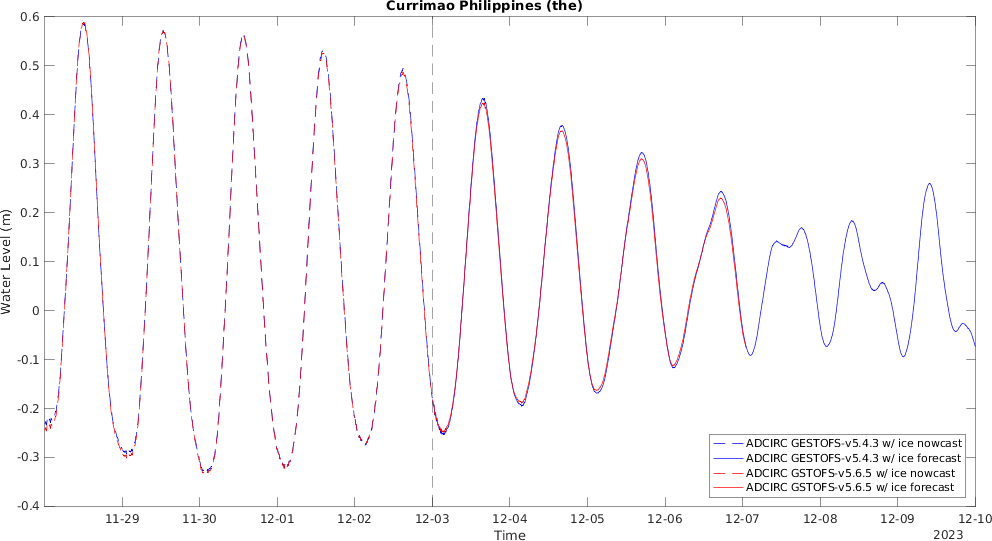 Currimao Philippines (the)
Water Level (m)
0.6
0.5
0.4
0.3
0.2
0.1
0
-0.1
-0.2
-0.3
-0.4
11-29 11-30 12-01 12-02 12-03 12-04 12-05 12-06 12-07 12-08 12-09 12-10
Time
2023
ADCIRC GESTOFS-v5.4.3 w/ ice nowcast
ADCIRC GESTOFS-v5.4.3 w/ ice forecast
ADCIRC GSTOFS-v5.6.5 w/ ice nowcast
ADCIRC GSTOFS-v5.6.5 w/ ice forecast